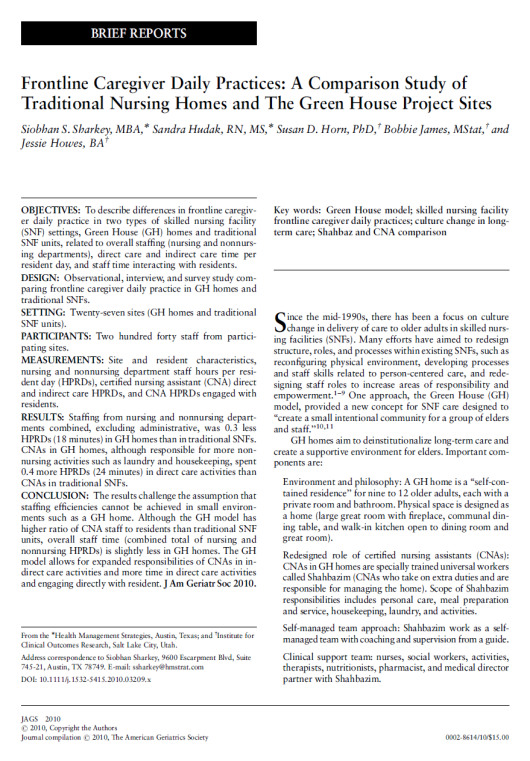 BRIEF REPORTS
Frontline Caregiver Daily Practices: A Comparison Study of
Traditional Nursing Homes and The Green House Project Sites
Siobhan S. Sharkey, MBA,* Sandra Hudak, RN, MS,* Susan D. Horn, PhD,† Bobbie James, MStat,† and
Jessie Howes, BA†
OBJECTIVES: To describe differences in frontline caregiv-
er daily practice in two types of skilled nursing facility
(SNF) settings, Green House (GH) homes and traditional
SNF units, related to overall staffing (nursing and nonnurs-
ing departments), direct care and indirect care time per
resident day, and staff time interacting with residents.
DESIGN: Observational, interview, and survey study com-
paring frontline caregiver daily practice in GH homes and
traditional SNFs.
SETTING: Twenty-seven sites (GH homes and traditional
SNF units).
PARTICIPANTS: Two hundred forty staff from partici-
pating sites.
MEASUREMENTS: Site and resident characteristics,
nursing and nonnursing department staff hours per resi-
dent day (HPRDs), certified nursing assistant (CNA) direct
and indirect care HPRDs, and CNA HPRDs engaged with
residents.
RESULTS: Staffing from nursing and nonnursing depart-
ments combined, excluding administrative, was 0.3 less
HPRDs (18 minutes) in GH homes than in traditional SNFs.
CNAs in GH homes, although responsible for more non-
nursing activities such as laundry and housekeeping, spent
0.4 more HPRDs (24 minutes) in direct care activities than
CNAs in traditional SNFs.
CONCLUSION: The results challenge the assumption that
staffing efficiencies cannot be achieved in small environ-
ments such as a GH home. Although the GH model has
higher ratio of CNA staff to residents than traditional SNF
units, overall staff time (combined total of nursing and
nonnursing HPRDs) is slightly less in GH homes. The GH
model allows for expanded responsibilities of CNAs in in-
direct care activities and more time in direct care activities
and engaging directly with resident. J Am Geriatr Soc 2010.
From the *Health Management Strategies, Austin, Texas; and †Institute for
Clinical Outcomes Research, Salt Lake City, Utah.
Address correspondence to Siobhan Sharkey, 9600 Escarpment Blvd, Suite
745-21, Austin, TX 78749. E-mail: ssharkey@hmstrat.com
DOI: 10.1111/j.1532-5415.2010.03209.x
Key words: Green House model; skilled nursing facility
frontline caregiver daily practices; culture change in long-
term care; Shahbaz and CNA comparison
Since the mid-1990s, there has been a focus on culture
change in delivery of care to older adults in skilled nurs-
ing facilities (SNFs). Many efforts have aimed to redesign
structure, roles, and processes within existing SNFs, such as
reconfiguring physical environment, developing processes
and staff skills related to person-centered care, and rede-
signing staff roles to increase areas of responsibility and
empowerment.1–9 One approach, the Green House (GH)
model, provided a new concept for SNF care designed to
“create a small intentional community for a group of elders
and staff.”10,11
GH homes aim to deinstitutionalize long-term care and
create a supportive environment for elders. Important com-
ponents are:
Environment and philosophy: A GH home is a “self-con-
tained residence” for nine to 12 older adults, each with a
private room and bathroom. Physical space is designed as
a home (large great room with fireplace, communal din-
ing table, and walk-in kitchen open to dining room and
great room).
Redesigned role of certified nursing assistants (CNAs):
CNAs in GH homes are specially trained universal workers
called Shahbazim (CNAs who take on extra duties and are
responsible for managing the home). Scope of Shahbazim
responsibilities includes personal care, meal preparation
and service, housekeeping, laundry, and activities.
Self-managed team approach: Shahbazim work as a self-
managed team with coaching and supervision from a guide.
Clinical support team: nurses, social workers, activities,
therapists, nutritionists, pharmacist, and medical director
partner with Shahbazim.
JAGS 2010
© 2010, Copyright the Authors
Journal compilation © 2010, The American Geriatrics Society
0002-8614/10/$15.00